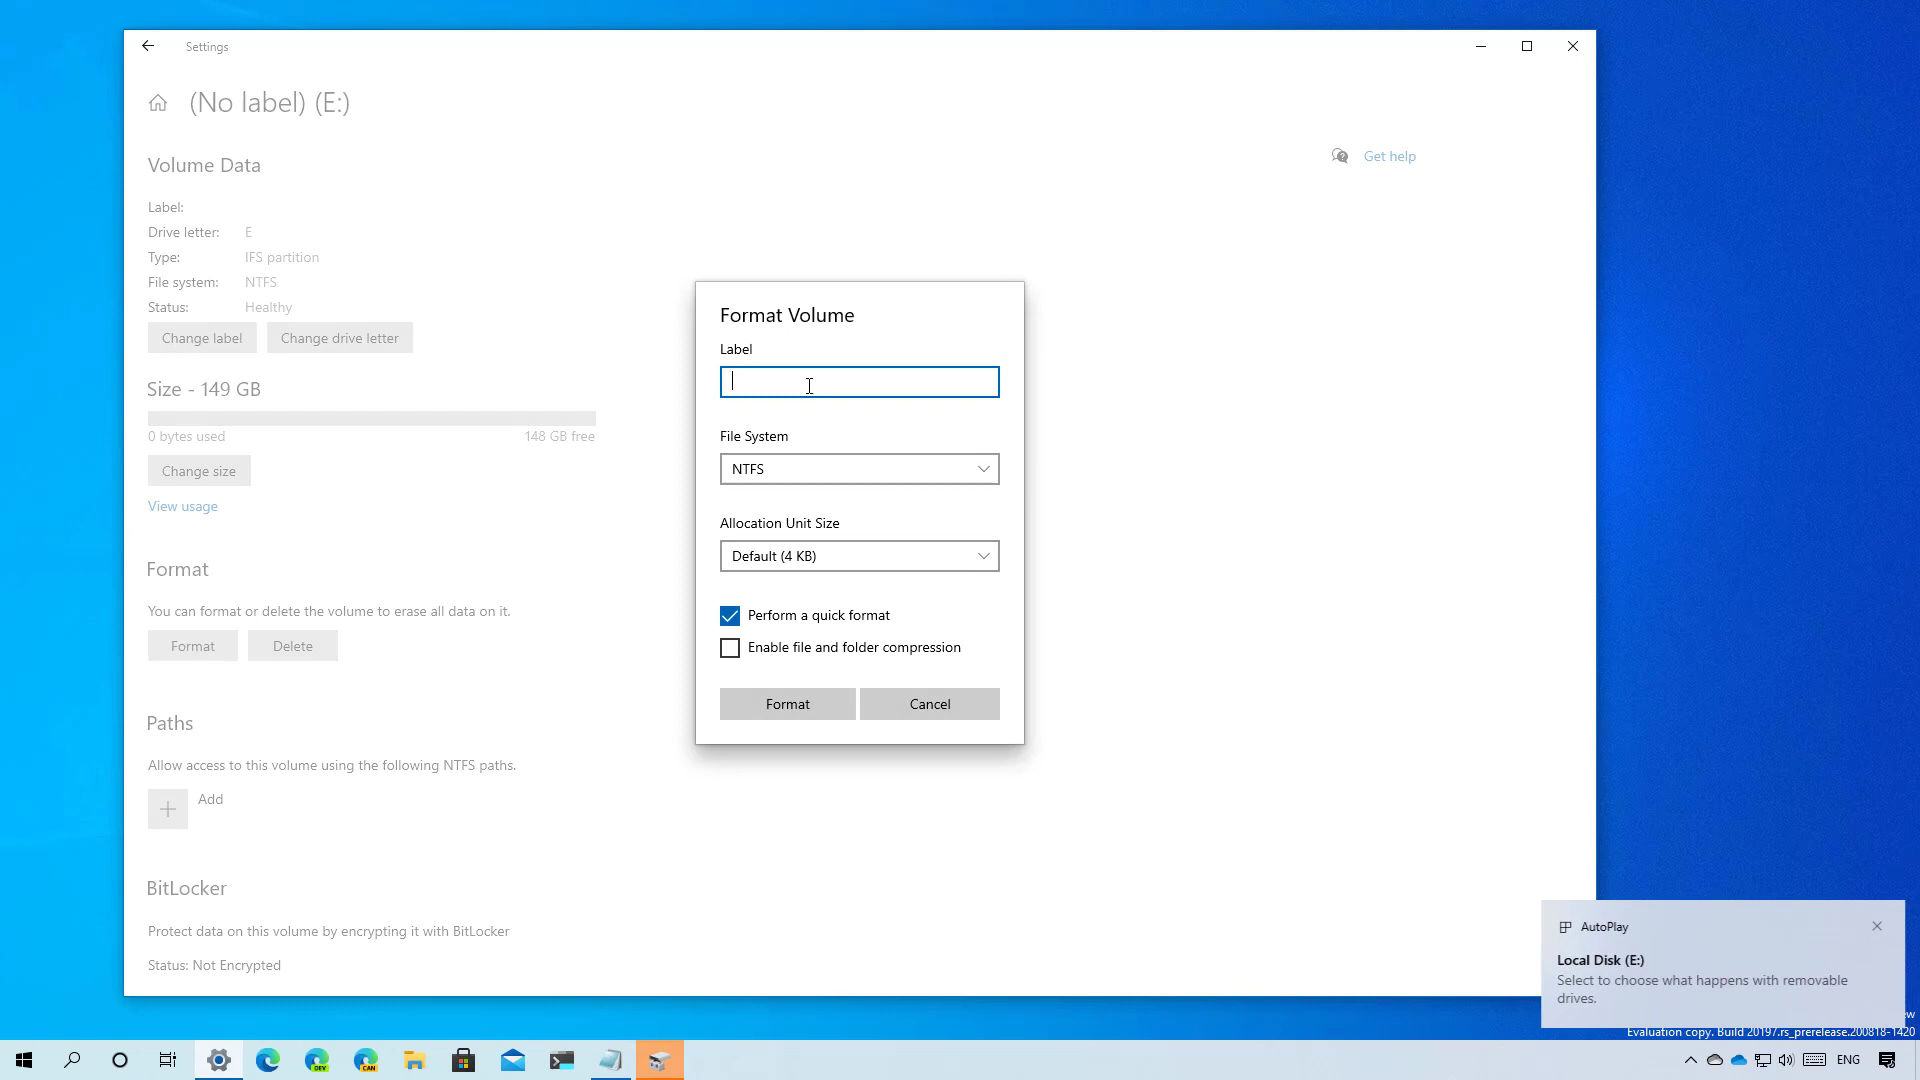 Settings
(No label) (E:)
Volume Data
Get help
Label:
Drive letter: E
Type: IFS partition
File system: NTFS
Status: Healthy
Change label Change drive letter
Size - 149 GB
0 bytes used 148 GB free
Change size
View usage
Format
You can format or delete the volume to erase all data on it.
Format Delete
Paths
Allow access to this volume using the following NTFS paths.
Add
BitLocker
Protect data on this volume by encrypting it with BitLocker
Status: Not Encrypted
Format Volume
Label
File System
NTFS
Allocation Unit Size
Default (4 KB)
Perform a quick format
Enable file and folder compression
Format Cancel
AutoPlay
Local Disk (E:)
Select to choose what happens with removable
drives.
ew
Evaluation copy. Build 20197.rs_prerelease.200818-1420
DEV
CAN
ENG